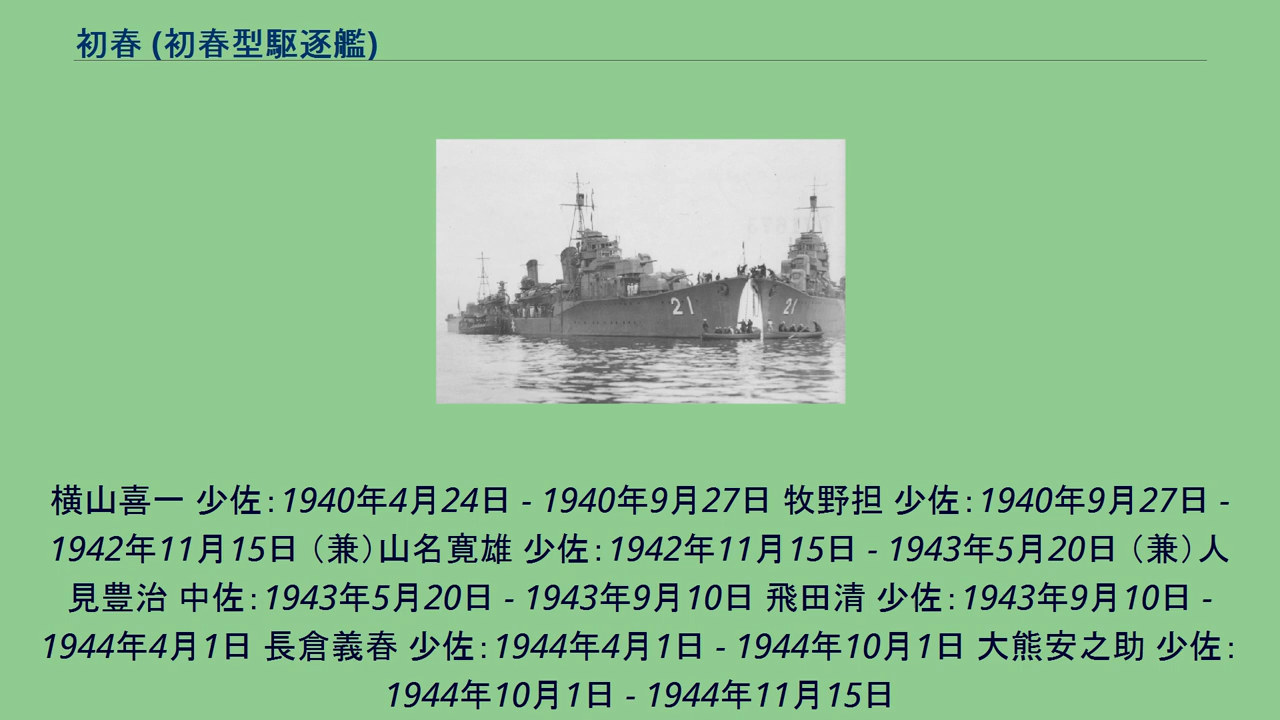 初春 (初春型駆逐艦)
21
21
横山喜一 少佐：1940年4月24日 - 1940年9月27日 牧野担 少佐：1940年9月27日 -
1942年11月15日 （兼）山名寛雄 少佐：1942年11月15日 - 1943年5月20日 （兼）人
見豊治 中佐：1943年5月20日 - 1943年9月10日 飛田清 少佐：1943年9月10日 -
1944年4月1日 長倉義春 少佐：1944年4月1日 - 1944年10月1日 大熊安之助 少佐：
1944年10月1日 - 1944年11月15日